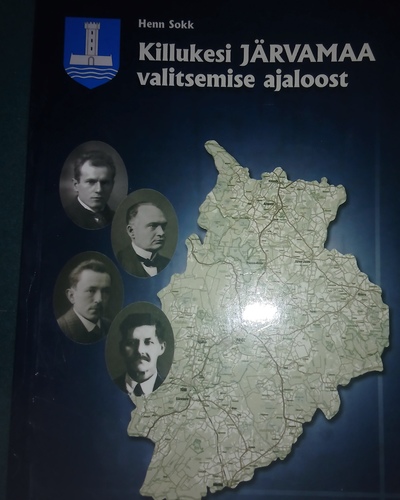 Henn Sokk
Killukesi JÄRVAMAA
valitsemise ajaloost